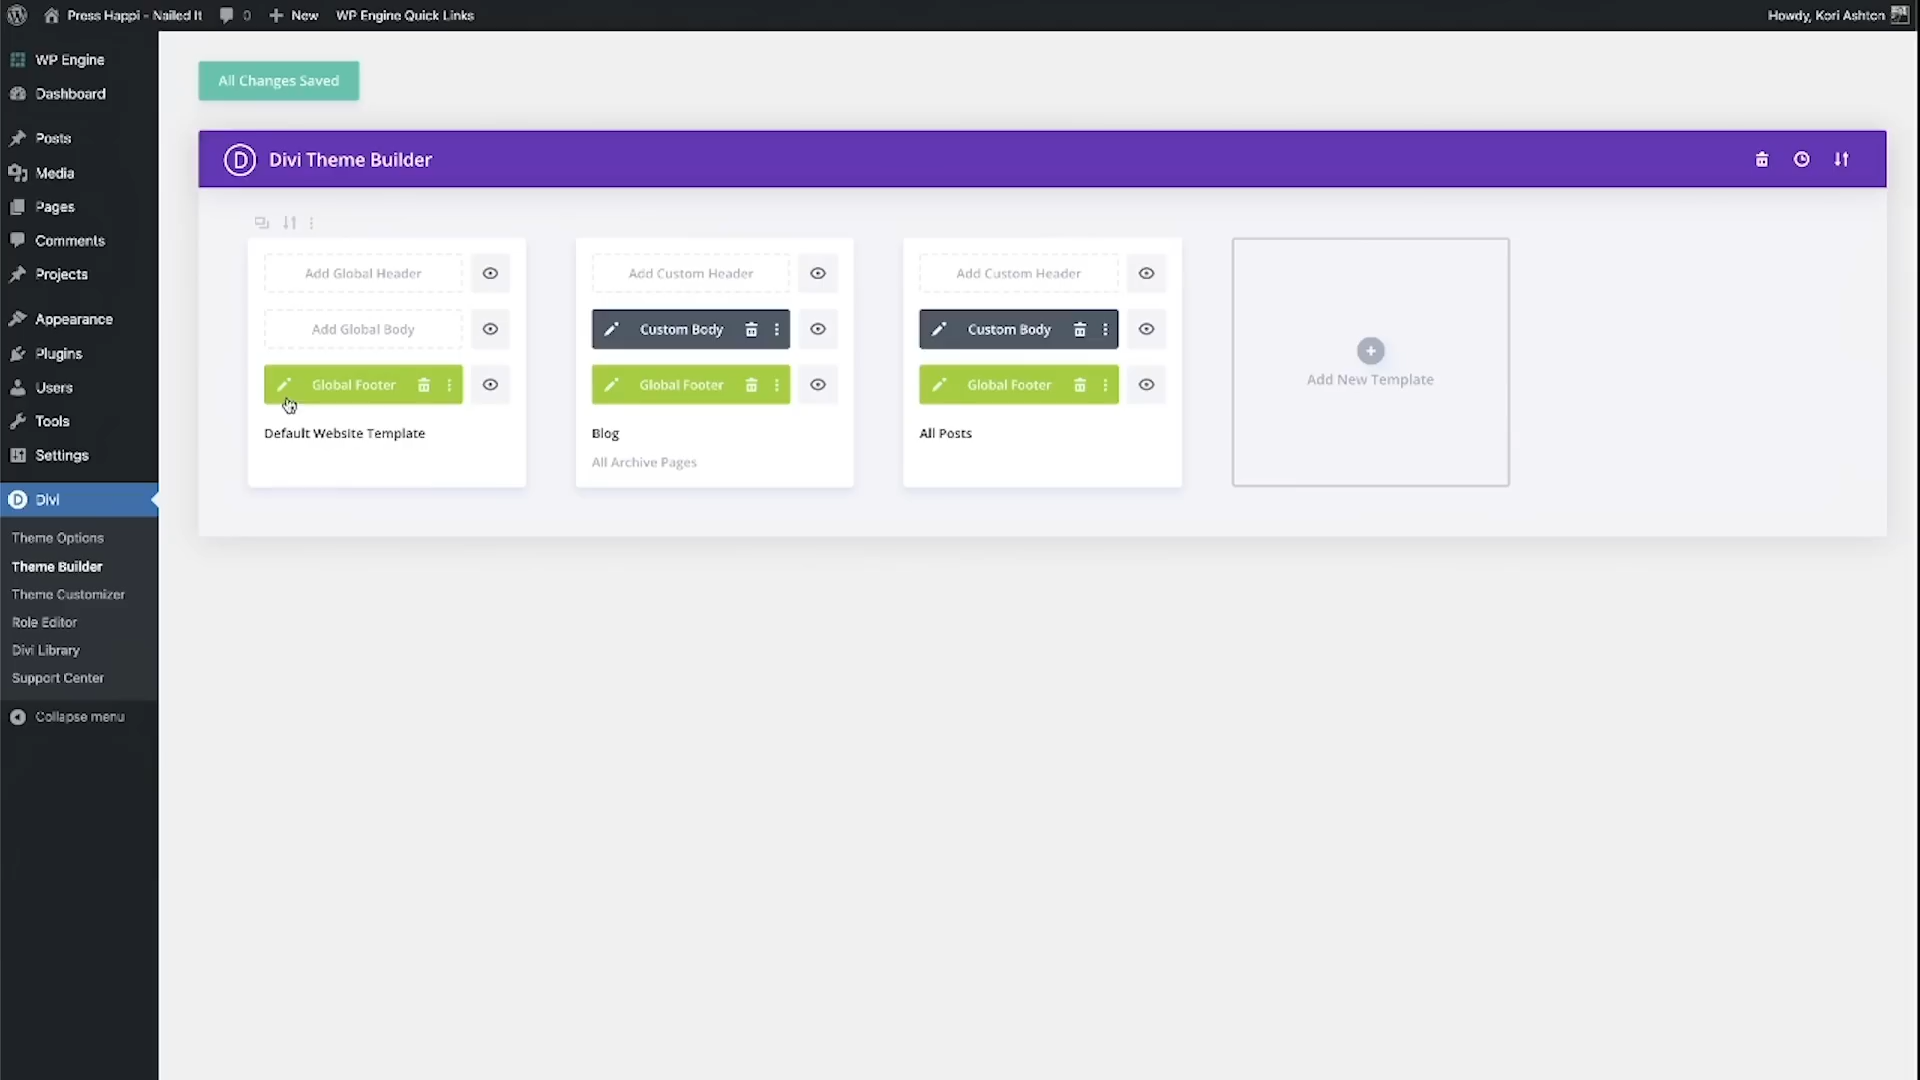 Press Happi - Nailed It
0
New
WP Engine Quick Links
Howdy, Kori Ashton
WP Engine
Dashboard
Posts
Media
Pages
Comments
Projects
Appearance
Plugins
Users
Tools
Settings
Divi
Theme Options
Theme Builder
Theme Customizer
Role Editor
Divi Library
Support Center
Collapse menu
All Changes Saved
D Divi Theme Builder
Add Global Header
Add Global Body
Global Footer
Default Website Template
Add Custom Header
Custom Body
Global Footer
Blog
All Archive Pages
Add Custom Header
Custom Body
Global Footer
All Posts
Add New Template